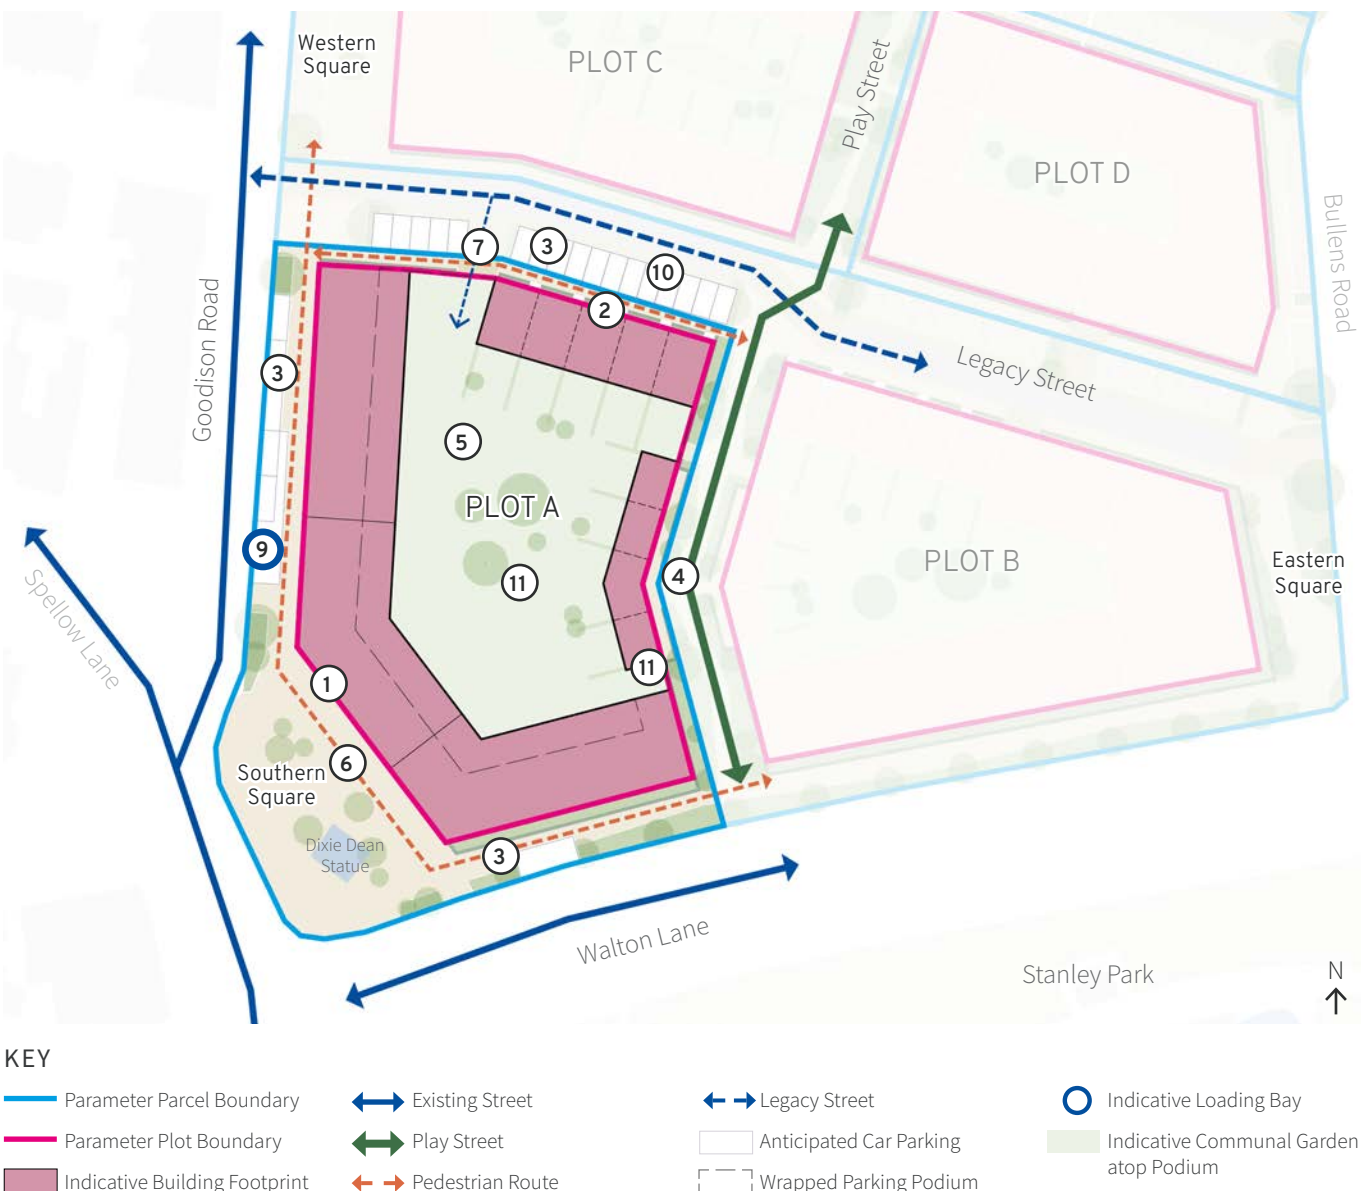 Western
Square
PLOT C
Play Street
PLOT D
Bullens Road
7
3
10
2
Goodison Road
3
Legacy Street
5
PLOT A
9
11
4
PLOT B
Eastern
Square
Spellow Lane
1
11
6
Southern
Square
Dixie Dean
Statue
3
Walton Lane
Stanley Park
N
KEY
Parameter Parcel Boundary
Parameter Plot Boundary
Indicative Building Footprint
Existing Street
Play Street
Pedestrian Route
Legacy Street
Anticipated Car Parking
Wrapped Parking Podium
Indicative Loading Bay
Indicative Communal Garden
atop Podium